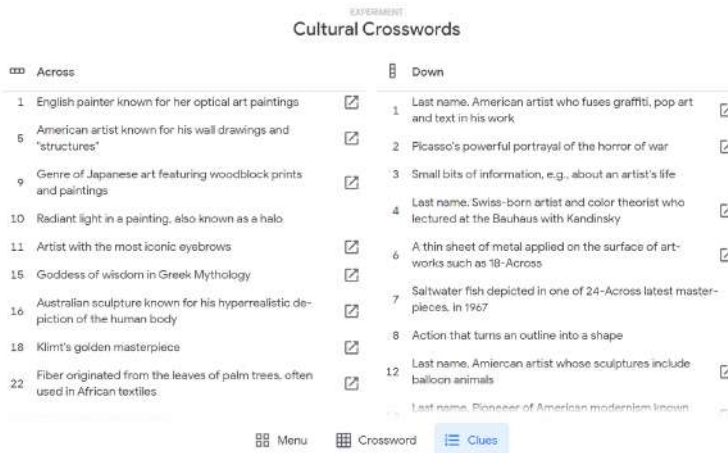 EXPERIMENT
Cultural Crosswords
Across
1 English painter known for her optical art paintings
5 American artist known for his wall drawings and
"structures"
9 Genre of Japanese art featuring woodblock prints
and paintings
10 Radiant light in a painting, also known as a halo
11 Artist with the most iconic eyebrows
15 Goddess of wisdom in Greek Mythology
16 Australian sculpture known for his hyperrealistic de-
piction of the human body
18 Klimt's golden masterpiece
22 Fiber originated from the leaves of palm trees, often
used in African textiles
Down
1 Last name. American artist who fuses graffiti, pop art
and text in his work
2 Picasso's powerful portrayal of the horror of war
3 Small bits of information, e.g., about an artist's life
4 Last name. Swiss-born artist and color theorist who
lectured at the Bauhaus with Kandinsky
6 A thin sheet of metal applied on the surface of art-
works such as 18-Across
7 Saltwater fish depicted in one of 24-Across latest master-
pieces, in 1967
8 Action that turns an outline into a shape
12 Last name. Amiercan artist whose sculptures include
balloon animals
Last name. Pioneeer of American modernism known
Menu
Crossword
Clues